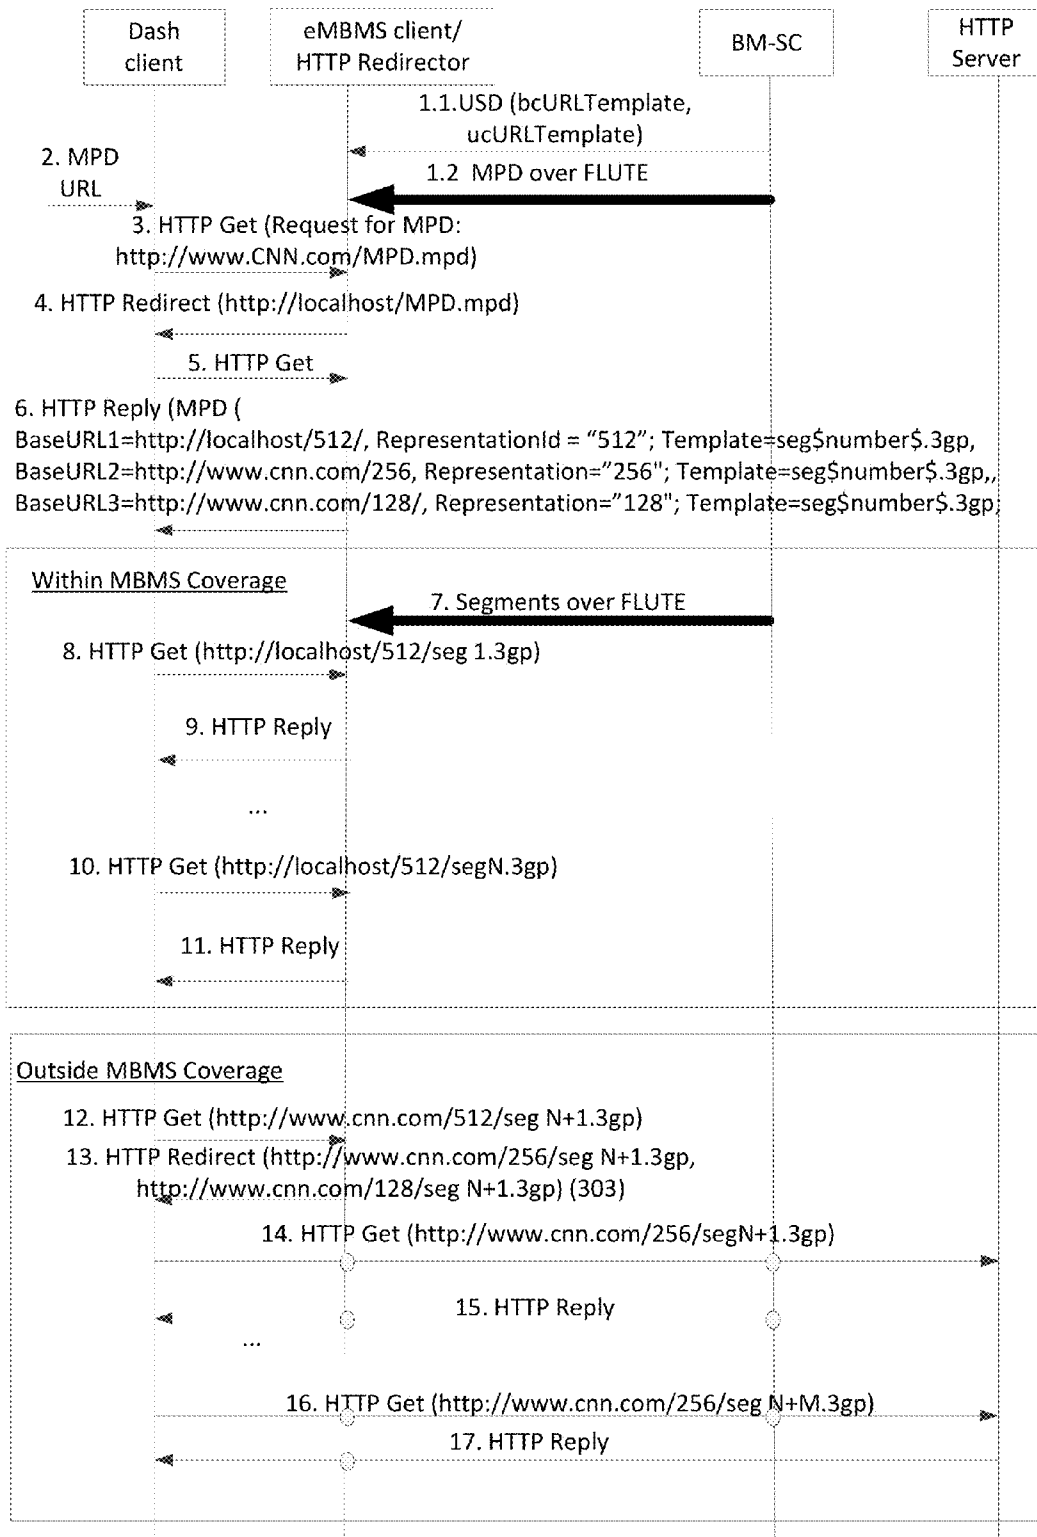 Dash
client
eMBMS client/
HTTP Redirector
BM-SC
HTTP
Server
1.1.USD (bcURLTemplate,
ucURLTemplate)
2. MPD
URL
1.2 MPD over FLUTE
3. HTTP Get (Request for MPD:
http://www.CNN.com/MPD.mpd)
4. HTTP Redirect (http://localhost/MPD.mpd)
5. HTTP Get
6. HTTP Reply (MPD (
BaseURL1=http://localhost/512/, RepresentationId = ”512”; Template=seg$number$.3gp,
BaseURL2=http://www.cnn.com/256, Representation=”256"; Template=seg$number$.3gp,,
BaseURL3=http://www.cnn.com/128/, Representation=”128"; Template=seg$number$.3gp;
Within MBMS Coverage
7. Segments over FLUTE
8. HTTP Get (http://localhost/512/seg 1.3gp)
9. HTTP Reply
...
10. HTTP Get (http://localhost/512/segN.3gp)
11. HTTP Reply
Outside MBMS Coverage
12. HTTP Get (http://www.cnn.com/512/seg N+1.3gp)
13. HTTP Redirect (http://www.cnn.com/256/seg N+1.3gp,
http://www.cnn.com/128/seg N+1.3gp) (303)
14. HTTP Get (http://www.cnn.com/256/segN+1.3gp)
15. HTTP Reply
...
16. HTTP Get (http://www.cnn.com/256/seg N+M.3gp)
17. HTTP Reply